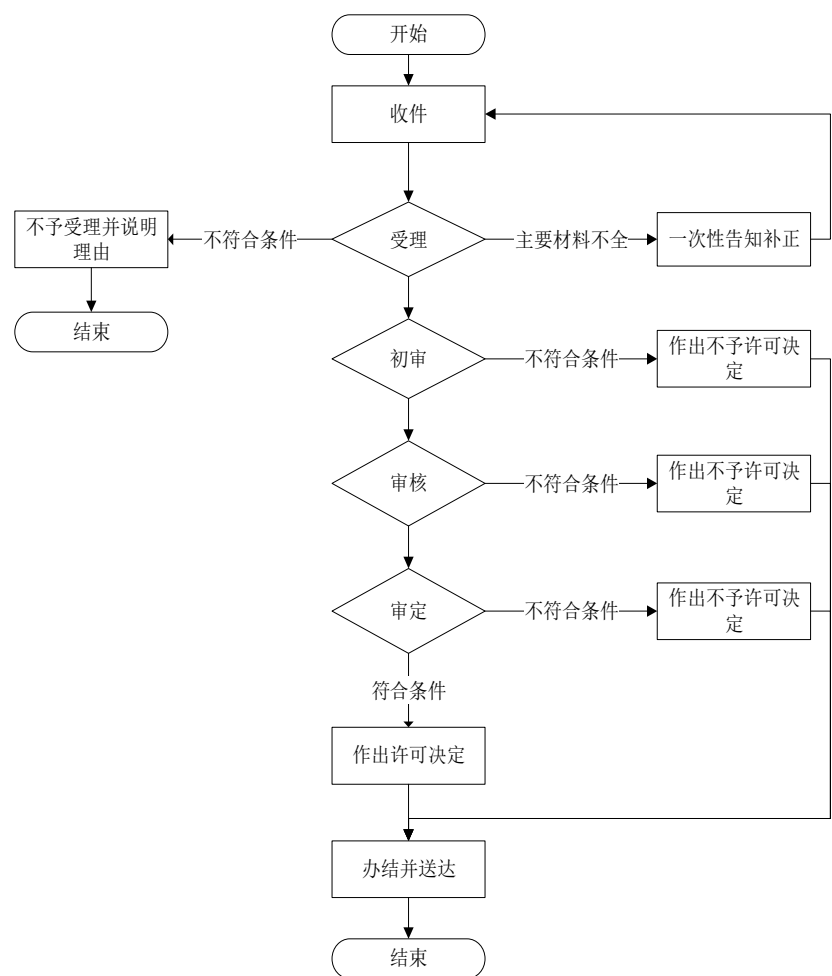 开始
收件
不予受理并说明
理由
不符合条件
受理
主要材料不全
一次性告知补正
结束
初审
不符合条件
作出不予许可决
定
审核
不符合条件
作出不予许可决
定
审定
不符合条件
作出不予许可决
定
符合条件
作出许可决定
办结并送达
结束